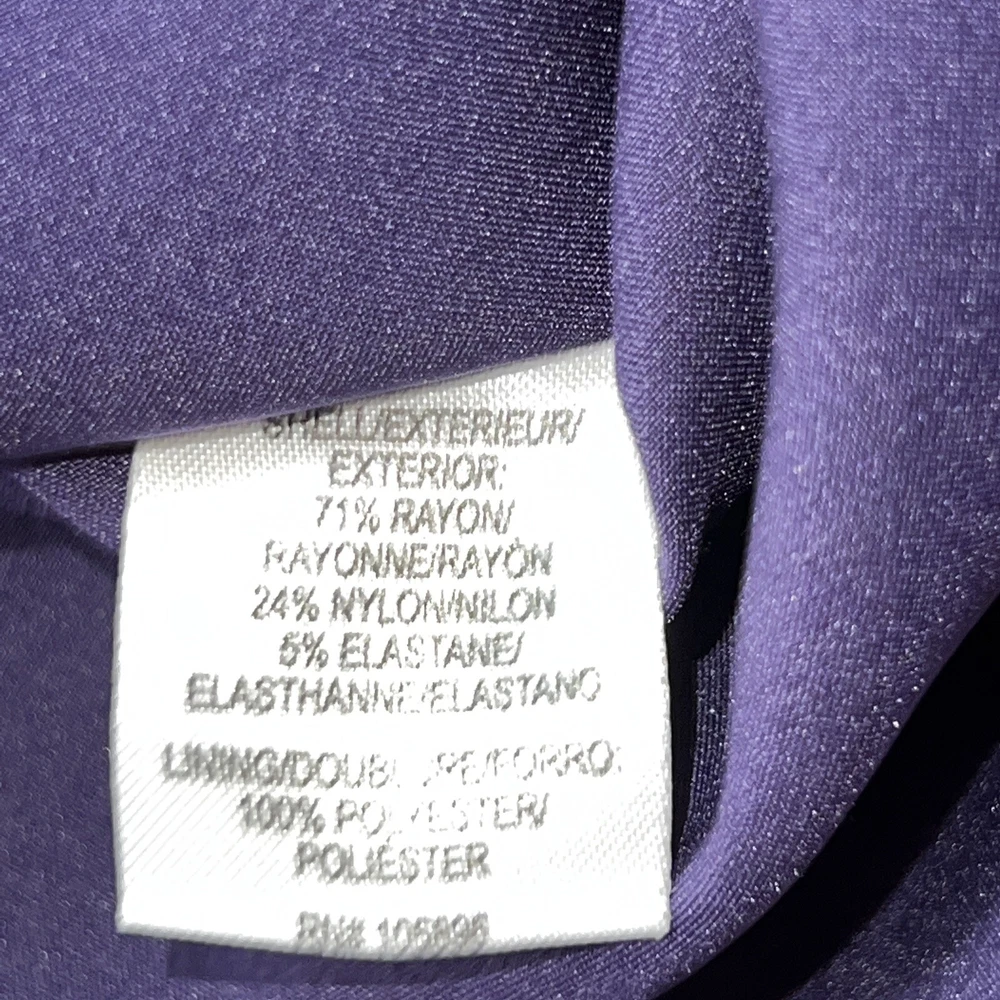 SHELL/EXTERIEUR/
EXTERIOR:
71% RAYON/
RAYONNE/RAYÓN
24% NYLON/NILON
5% ELASTANE/
ELASTHANNE/ELASTANO
LINING/DOUBLURE/FORRO:
100% POLYESTER/
POLIÉSTER
RN#